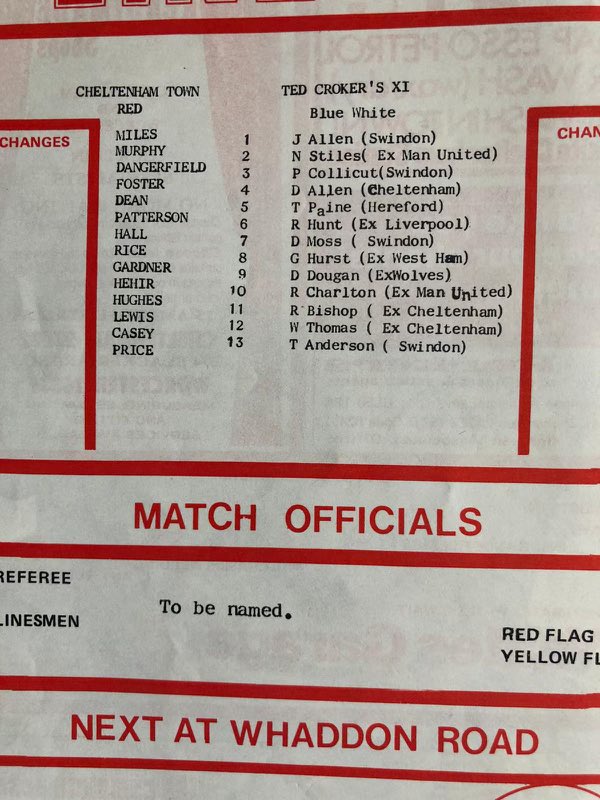 CHELTENHAM TOWN TED CROKER'S XI
RED Blue White
CHANGES
CHAN
MILES 1 J Allen (Swindon)
MURPHY 2 N Stiles( Ex Man United)
DANGERFIELD 3 P Collicut(Swindon)
FOSTER 4 D Allen (Cheltenham)
DEAN 5 T Paine (Hereford)
PATTERSON 6 R Hunt (Ex Liverpool)
HALL 7 D Moss ( Swindon)
RICE 8 G Hurst (Ex West Ham)
GARDNER 9 D Dougan (ExWolves)
HEHIR 10 R Charlton (Ex Man United)
HUGHES 11 R Bishop ( Ex Cheltenham)
LEWIS 12 W Thomas ( Ex Cheltenham)
CASEY 13 T Anderson ( Swindon)
PRICE
MATCH OFFICIALS
REFEREE
To be named.
LINESMEN
RED FLAG
YELLOW FL
NEXT AT WHADDON ROAD